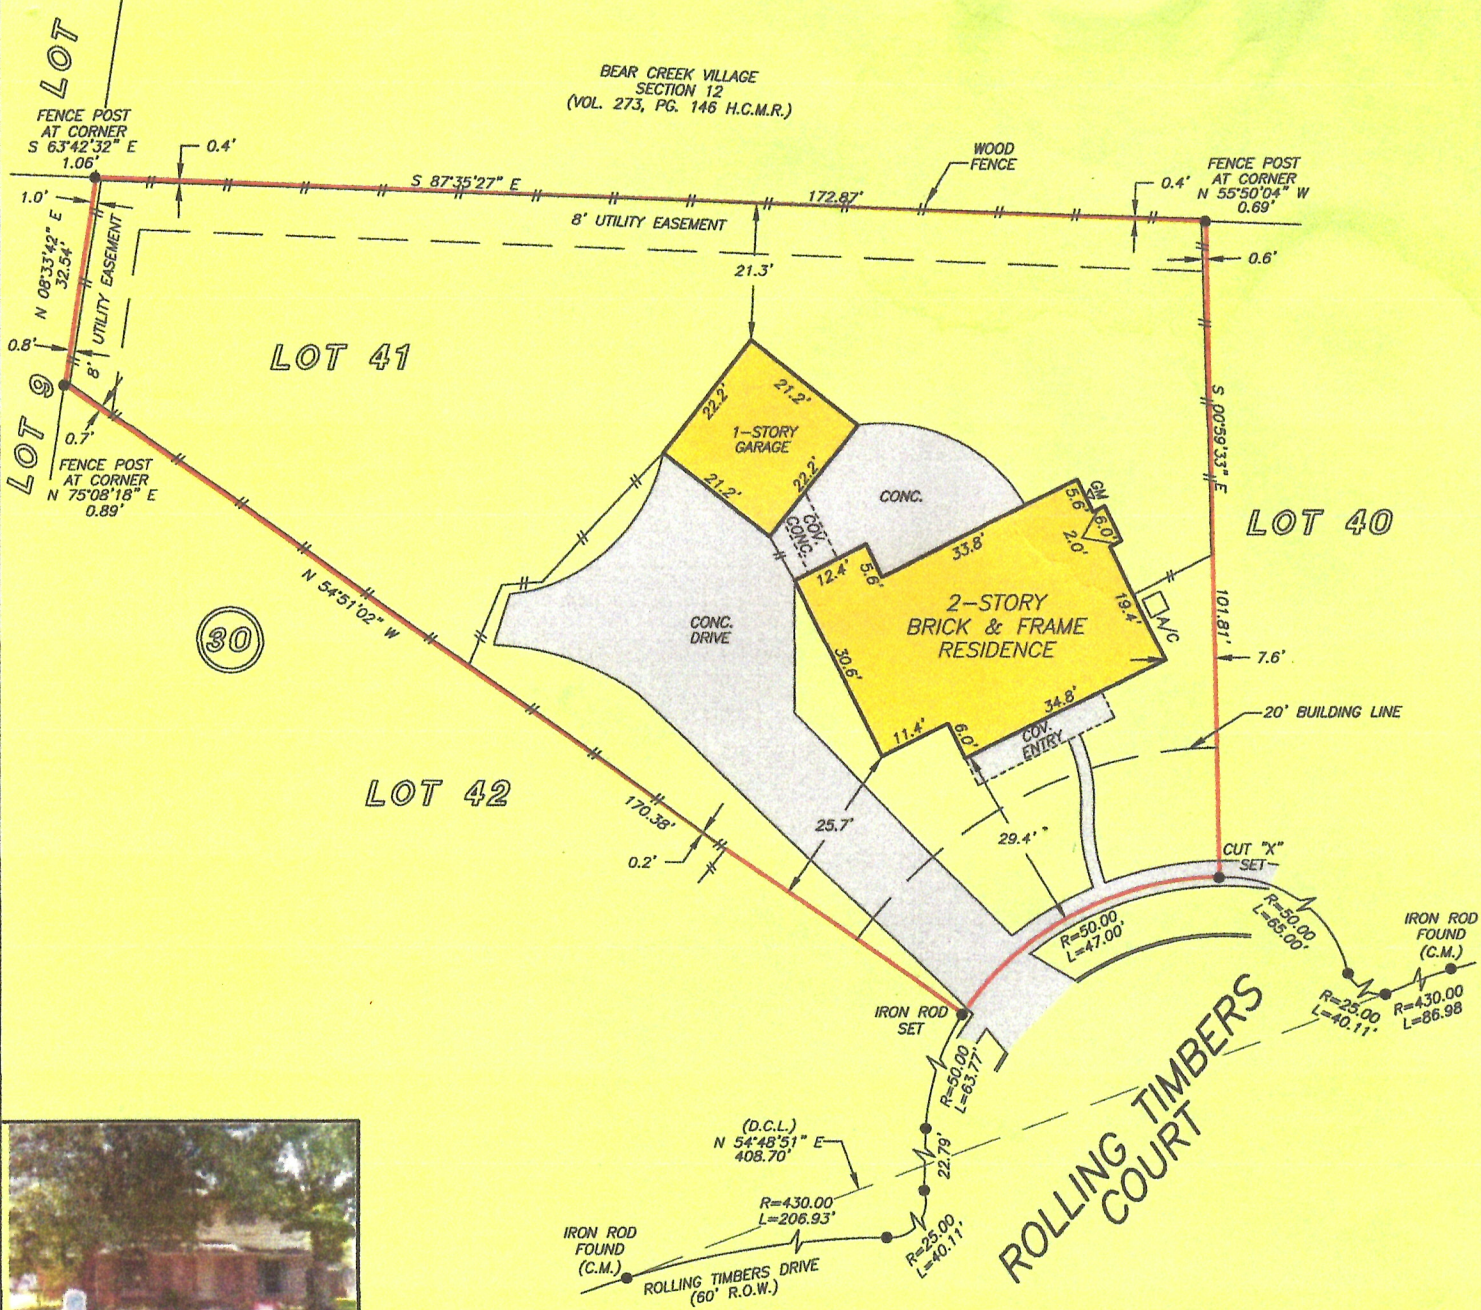 LOT
BEAR CREEK VILLAGE
SECTION 12
(VOL. 273, PG. 146 H.C.M.R.)
FENCE POST
AT CORNER
S 63°42'32" E
1.06'
0.4'
WOOD
FENCE
FENCE POST
AT CORNER
N 55°50'04" W
0.69'
0.4'
S 87°35'27" E
172.87'
8' UTILITY EASEMENT
1.0'
N 08°33'42" E
32.54'
8' UTILITY EASEMENT
0.8'
21.3'
0.6'
LOT 41
LOT 9
0.7'
FENCE POST
AT CORNER
N 75°08'18" E
0.89'
22.2'
21.2'
1-STORY
GARAGE
21.2'
22.2'
CONC.
COV.
CONC.
S 00°59'33" E
101.81'
LOT 40
5.6'
GM
6.0'
2.0'
33.8'
12.4'
5.6'
19.4'
A/C
2-STORY
BRICK & FRAME
RESIDENCE
30.6'
34.8'
11.4'
6.0'
COV.
ENTRY
7.6'
20' BUILDING LINE
N 54°51'02" W
170.38'
30
CONC.
DRIVE
LOT 42
0.2'
25.7'
29.4'
CUT "X"
SET
R=50.00
L=47.00'
R=50.00
L=65.00'
IRON ROD
FOUND
(C.M.)
R=25.00
L=40.11'
R=430.00
L=86.98
IRON ROD
SET
R=50.00
L=63.77'
ROLLING TIMBERS
COURT
(D.C.L.)
N 54°48'51" E
408.70'
22.79'
R=430.00
L=206.93'
R=25.00
L=40.11'
IRON ROD
FOUND
(C.M.)
ROLLING TIMBERS DRIVE
(60' R.O.W.)